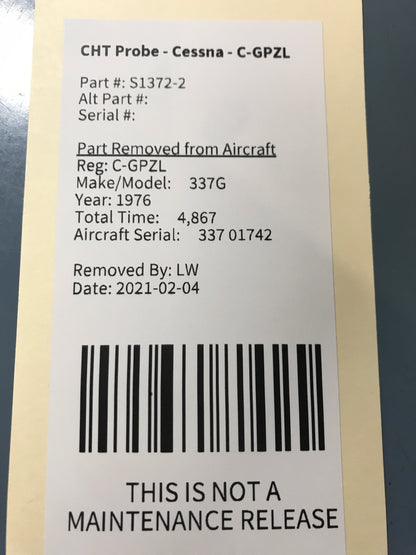 CHT Probe - Cessna - C-GPZL
Part #: S1372-2
Alt Part #:
Serial #:
Part Removed from Aircraft
Reg: C-GPZL
Make/Model: 337G
Year: 1976
Total Time: 4,867
Aircraft Serial: 337 01742
Removed By: LW
Date: 2021-02-04
THIS IS NOT A
MAINTENANCE RELEASE